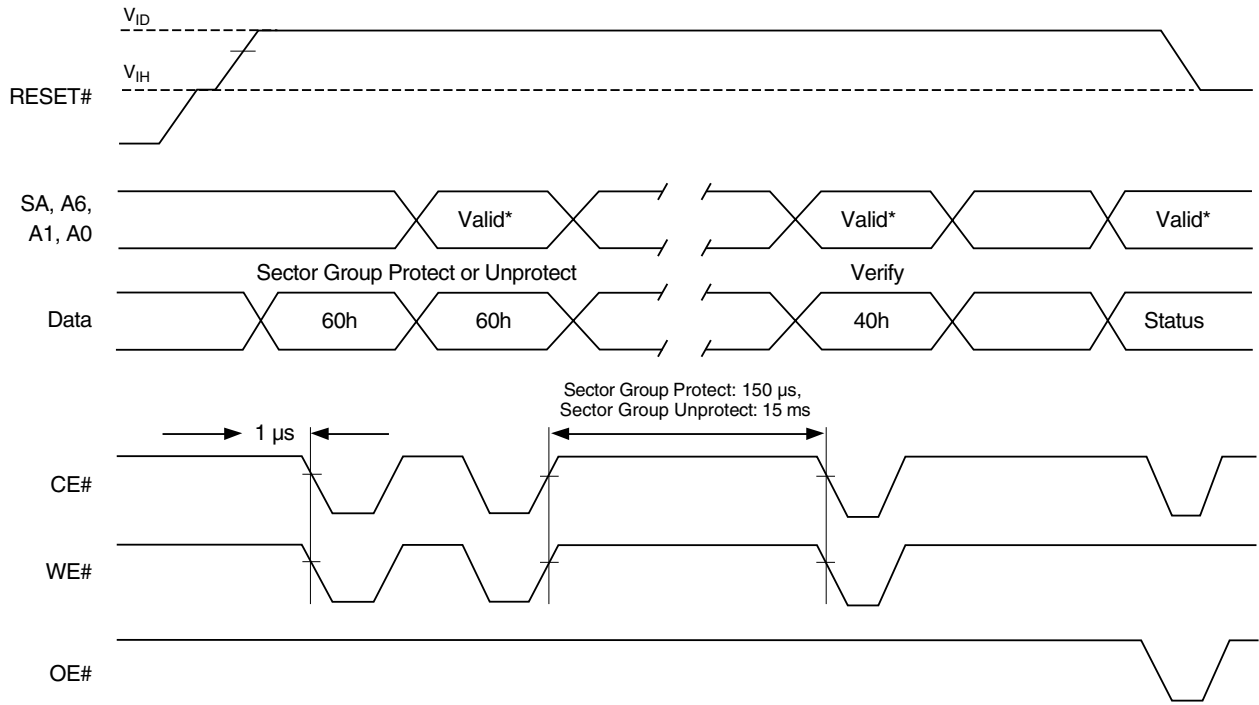 VID
VIH
RESET#
SA, A6,
A1, A0
Valid*
Valid*
Valid*
Sector Group Protect or Unprotect
Verify
Data
60h
60h
40h
Status
Sector Group Protect: 150 µs,
Sector Group Unprotect: 15 ms
1 µs
CE#
WE#
OE#